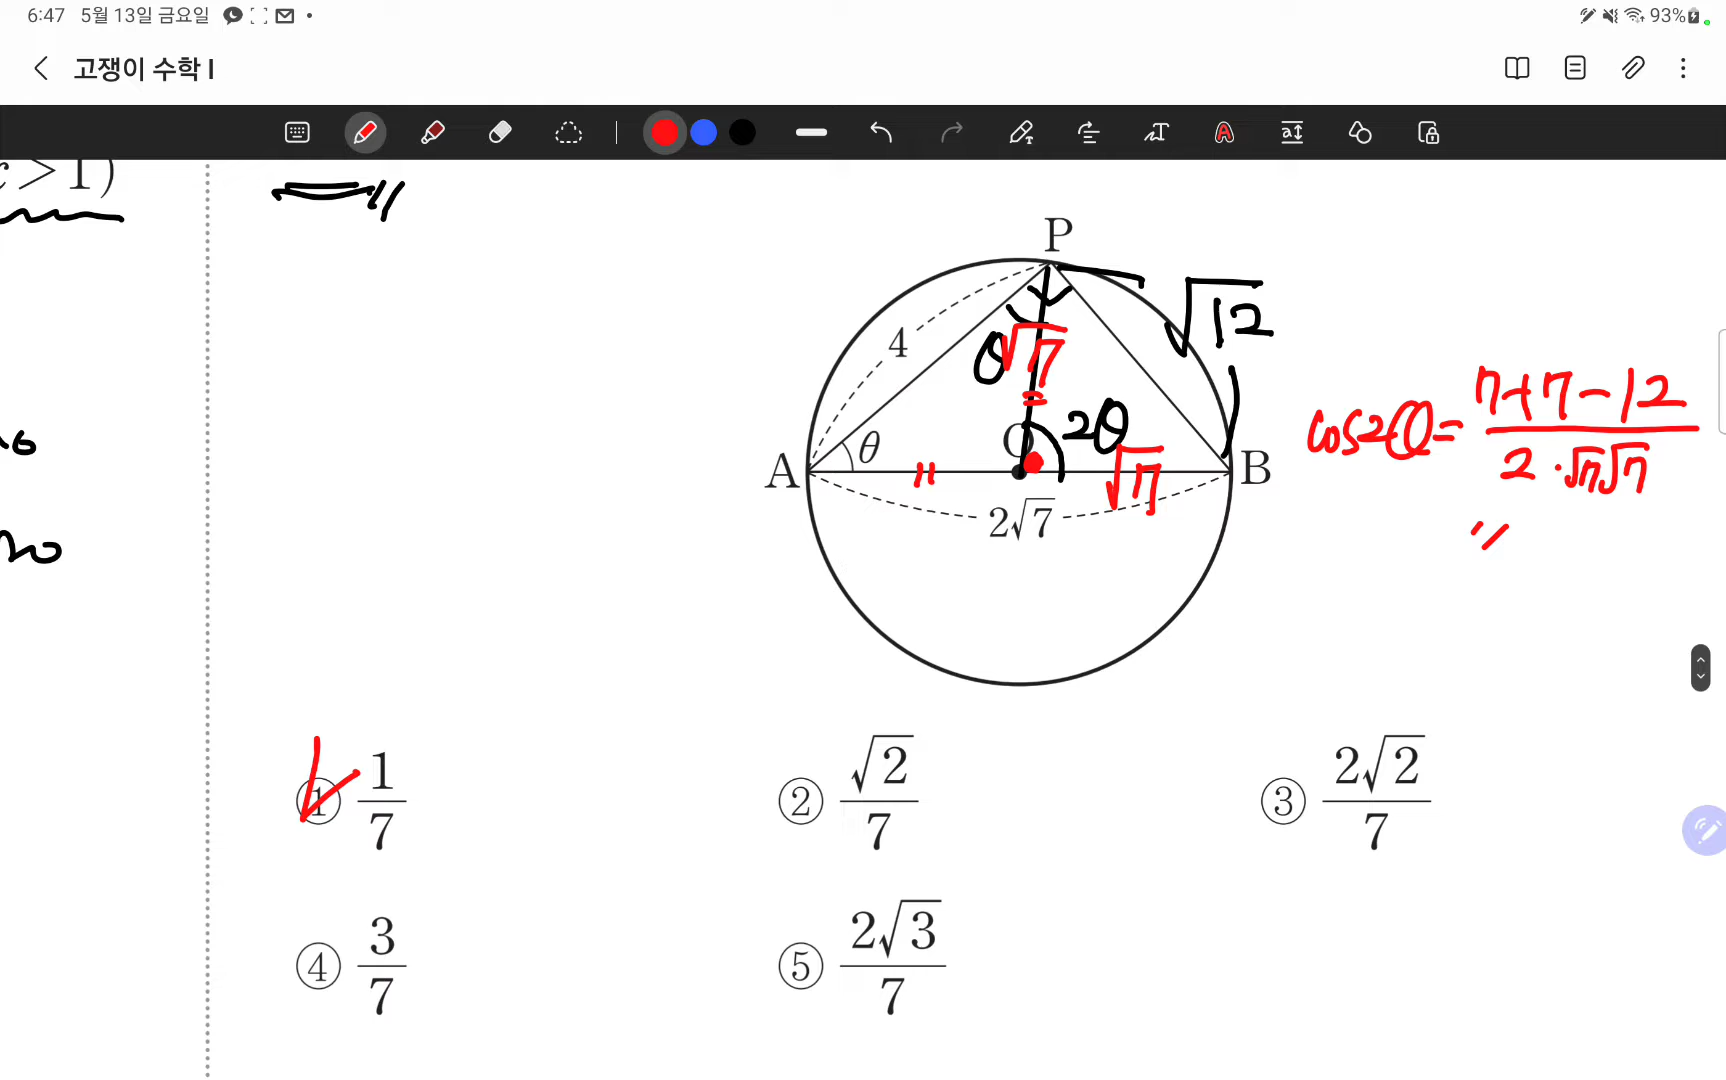 6:47 5월 13일 금요일
93%
고쟁이 수학 I
> 1)
P
√12
4
θ √7
7+7-12
cos2θ=
2·√7√7
O 2θ
A θ √7 B
2√7
① 1/7 ② √2/7 ③ 2√2/7
④ 3/7 ⑤ 2√3/7